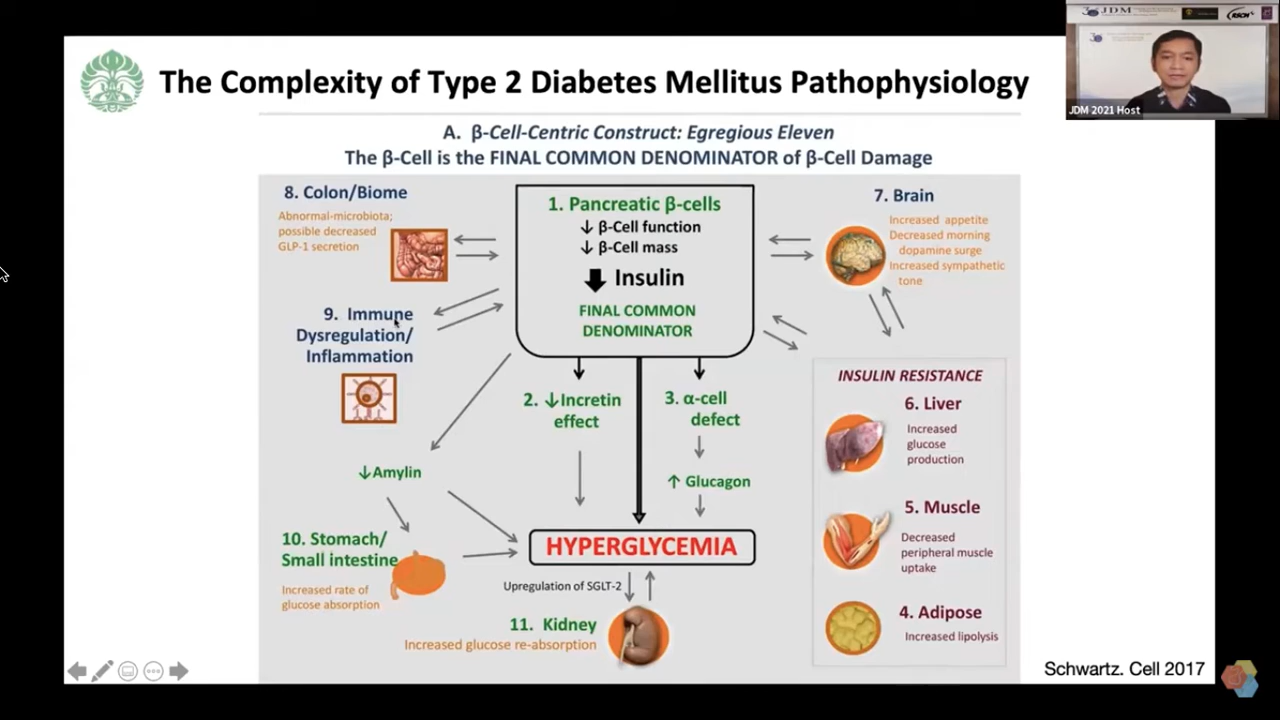 The Complexity of Type 2 Diabetes Mellitus Pathophysiology
JDM
RSCM
JDM 2021 Host
A. β-Cell-Centric Construct: Egregious Eleven
The β-Cell is the FINAL COMMON DENOMINATOR of β-Cell Damage
8. Colon/Biome
Abnormal-microbiota;
possible decreased
GLP-1 secretion
1. Pancreatic β-cells
↓ β-Cell function
↓ β-Cell mass
↓ Insulin
FINAL COMMON
DENOMINATOR
7. Brain
Increased appetite
Decreased morning
dopamine surge
Increased sympathetic
tone
9. Immune
Dysregulation/
Inflammation
INSULIN RESISTANCE
6. Liver
Increased
glucose
production
5. Muscle
Decreased
peripheral muscle
uptake
4. Adipose
Increased lipolysis
2. ↓Incretin
effect
3. α-cell
defect
↑ Glucagon
↓Amylin
10. Stomach/
Small intestine
Increased rate of
glucose absorption
HYPERGLYCEMIA
Upregulation of SGLT-2
11. Kidney
Increased glucose re-absorption
Schwartz. Cell 2017